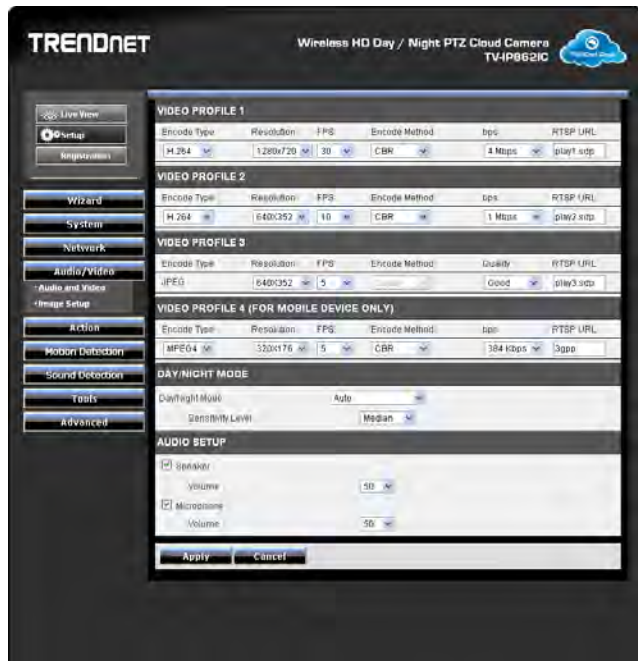 TRENDNET
Wireless HD Day / Night PTZ Cloud Camera
TV-IP862IC
Live View
Setup
Registration
Wizard
System
Network
Audio/Video
• Audio and Video
• Image Setup
Action
Motion Detection
Sound Detection
Tools
Advanced
VIDEO PROFILE 1
Encode Type Resolution FPS Encode Method bps RTSP URL
H.264 1280x720 30 CBR 4 Mbps play1.sdp
VIDEO PROFILE 2
Encode Type Resolution FPS Encode Method bps RTSP URL
H.264 640x352 10 CBR 1 Mbps play2.sdp
VIDEO PROFILE 3
Encode Type Resolution FPS Encode Method Quality RTSP URL
JPEG 640x352 5 Good play3.sdp
VIDEO PROFILE 4 (FOR MOBILE DEVICE ONLY)
Encode Type Resolution FPS Encode Method bps RTSP URL
MPEG4 320x176 5 CBR 384 Kbps 3gpp
DAY/NIGHT MODE
Day/Night Mode Auto
Sensitivity Level Median
AUDIO SETUP
Speaker
Volume 50
Microphone
Volume 50
Apply Cancel